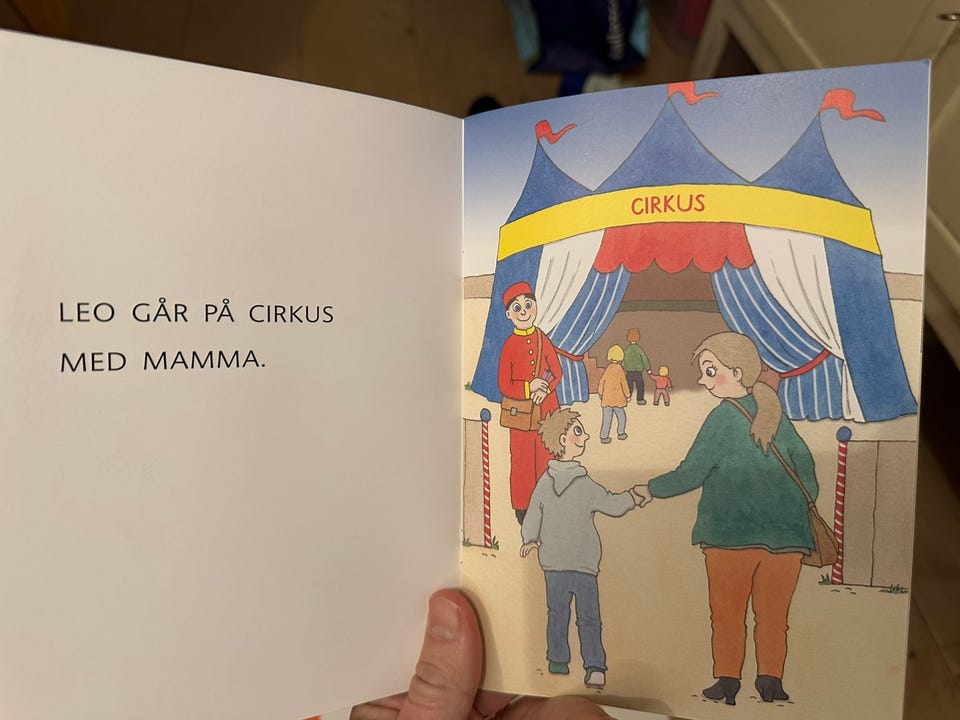 LEO GÅR PÅ CIRKUS
MED MAMMA.
CIRKUS